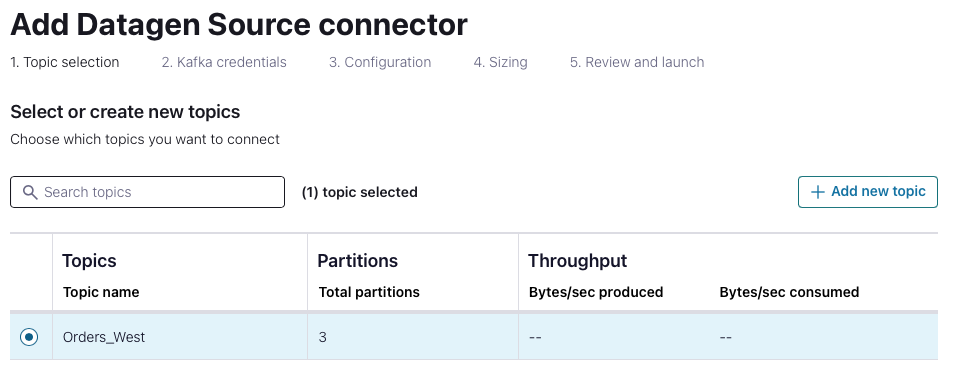 Add Datagen Source connector
1. Topic selection 2. Kafka credentials 3. Configuration 4. Sizing 5. Review and launch
Select or create new topics
Choose which topics you want to connect
Search topics (1) topic selected + Add new topic
Topics Partitions Throughput
Topic name Total partitions Bytes/sec produced Bytes/sec consumed
Orders_West 3 -- --